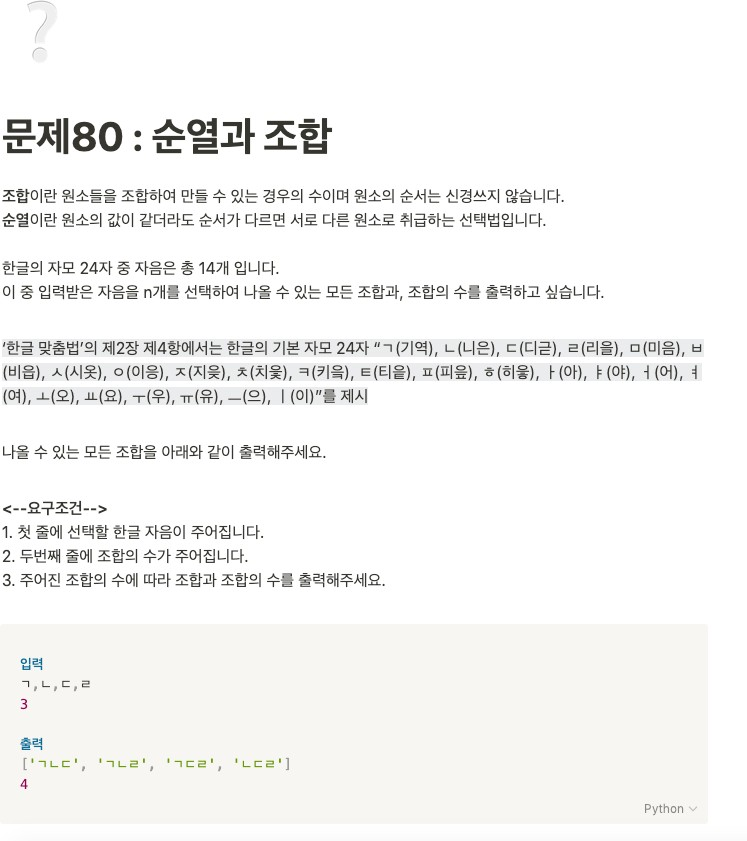 ?
문제80 : 순열과 조합
조합이란 원소들을 조합하여 만들 수 있는 경우의 수이며 원소의 순서는 신경쓰지 않습니다.
순열이란 원소의 값이 같더라도 순서가 다르면 서로 다른 원소로 취급하는 선택법입니다.
한글의 자모 24자 중 자음은 총 14개 입니다.
이 중 입력받은 자음을 n개를 선택하여 나올 수 있는 모든 조합과, 조합의 수를 출력하고 싶습니다.
‘한글 맞춤법’의 제2장 제4항에서는 한글의 기본 자모 24자 “ㄱ(기역), ㄴ(니은), ㄷ(디귿), ㄹ(리을), ㅁ(미음), ㅂ
(비읍), ㅅ(시옷), ㅇ(이응), ㅈ(지읒), ㅊ(치읓), ㅋ(키읔), ㅌ(티읕), ㅍ(피읖), ㅎ(히읗), ㅏ(아), ㅑ(야), ㅓ(어), ㅕ
(여), ㅗ(오), ㅛ(요), ㅜ(우), ㅠ(유), ㅡ(으), ㅣ(이)”를 제시
나올 수 있는 모든 조합을 아래와 같이 출력해주세요.
<--요구조건-->
1. 첫 줄에 선택할 한글 자음이 주어집니다.
2. 두번째 줄에 조합의 수가 주어집니다.
3. 주어진 조합의 수에 따라 조합과 조합의 수를 출력해주세요.
입력
ㄱ,ㄴ,ㄷ,ㄹ
3
출력
['ㄱㄴㄷ', 'ㄱㄴㄹ', 'ㄱㄷㄹ', 'ㄴㄷㄹ']
4
Python